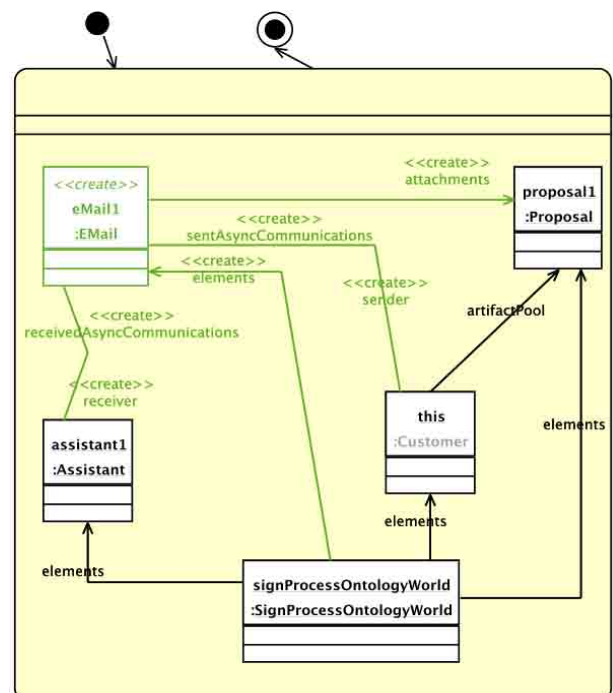 <<create>>
attachments
<<create>>
eMail1
:EMail
proposal1
:Proposal
<<create>>
sentAsyncCommunications
<<create>>
elements
<<create>>
sender
<<create>>
receivedAsyncCommunications
artifactPool
<<create>>
receiver
this
:Customer
elements
assistant1
:Assistant
elements
elements
signProcessOntologyWorld
:SignProcessOntologyWorld